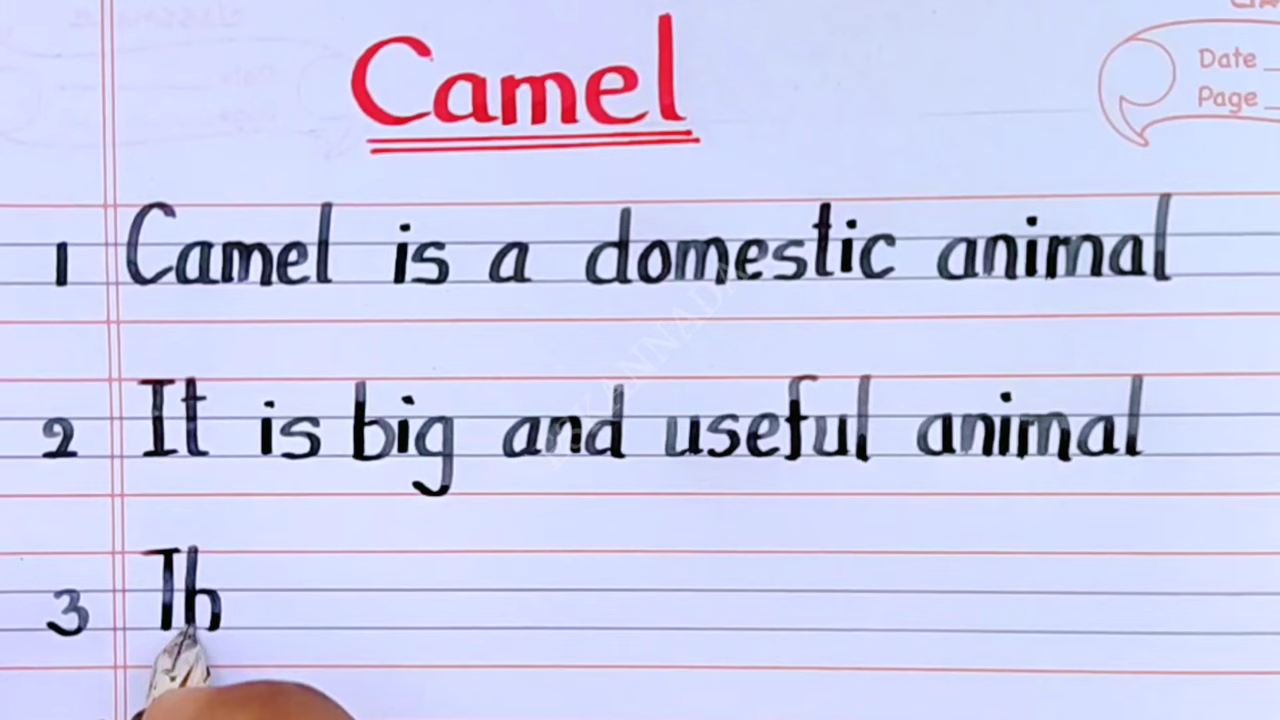 Camel
Date
Page
1 Camel is a domestic animal
2 It is big and useful animal
3 Th